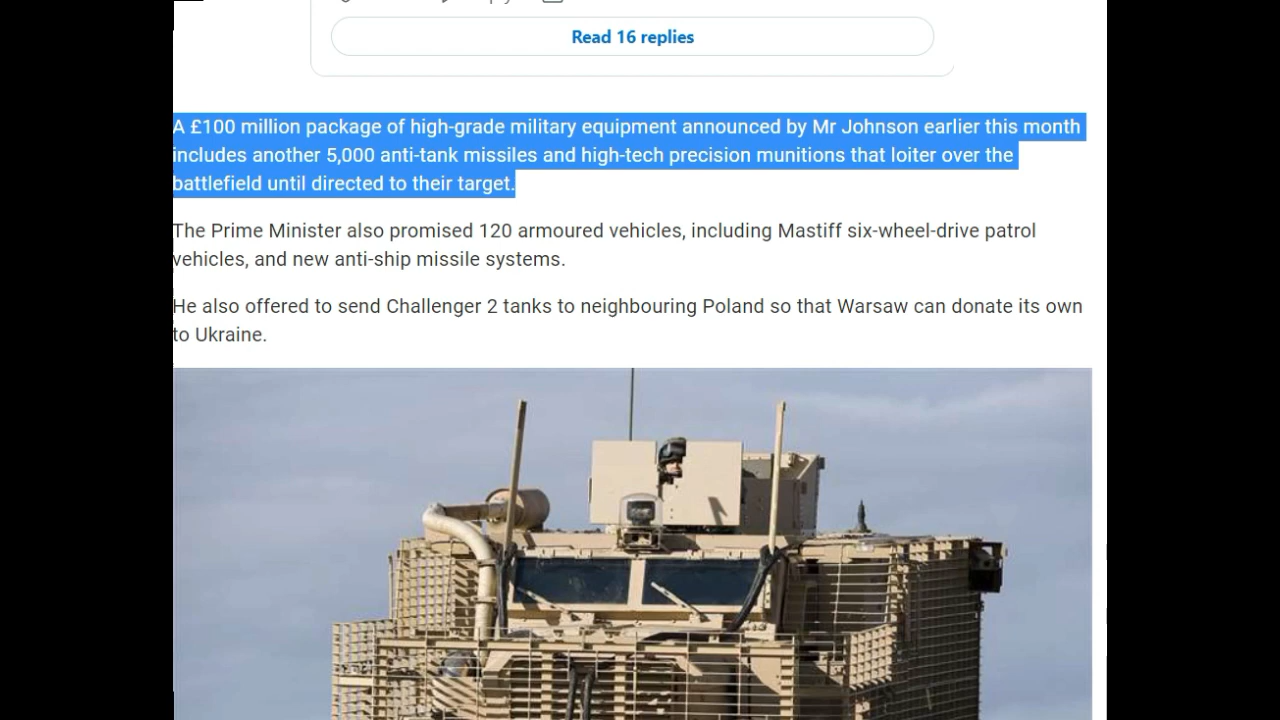 Read 16 replies
A £100 million package of high-grade military equipment announced by Mr Johnson earlier this month
includes another 5,000 anti-tank missiles and high-tech precision munitions that loiter over the
battlefield until directed to their target.
The Prime Minister also promised 120 armoured vehicles, including Mastiff six-wheel-drive patrol
vehicles, and new anti-ship missile systems.
He also offered to send Challenger 2 tanks to neighbouring Poland so that Warsaw can donate its own
to Ukraine.